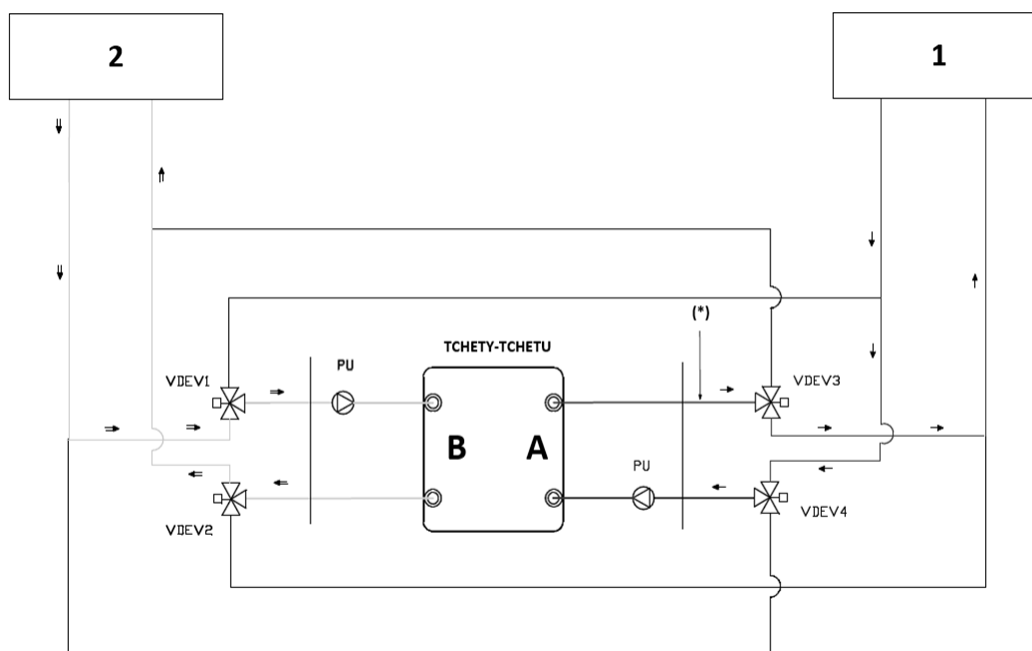 2
1
(*)
TCHETY-TCHETU
PU
VDEV1
VDEV3
B
A
PU
VDEV2
VDEV4